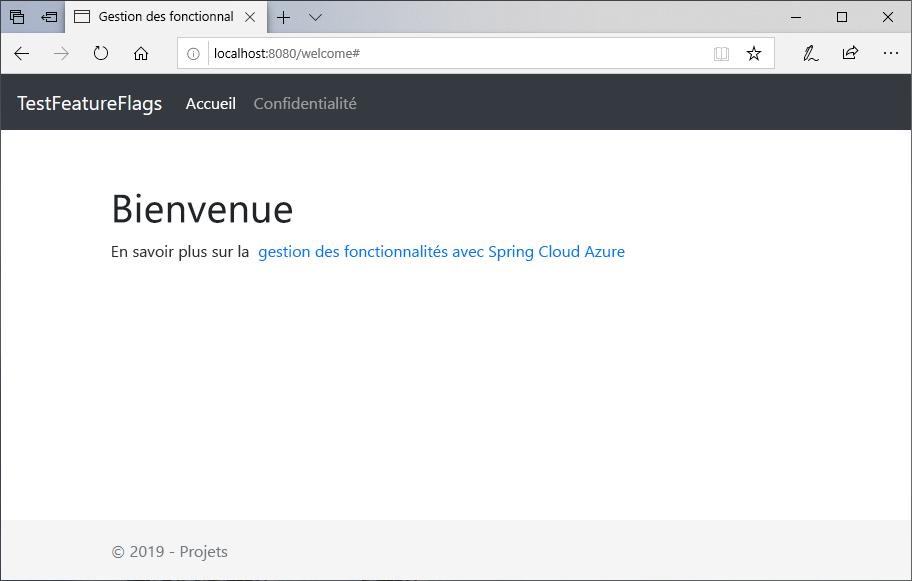 Gestion des fonctionnal
localhost:8080/welcome#
TestFeatureFlags Accueil Confidentialité
Bienvenue
En savoir plus sur la gestion des fonctionnalités avec Spring Cloud Azure
© 2019 - Projets